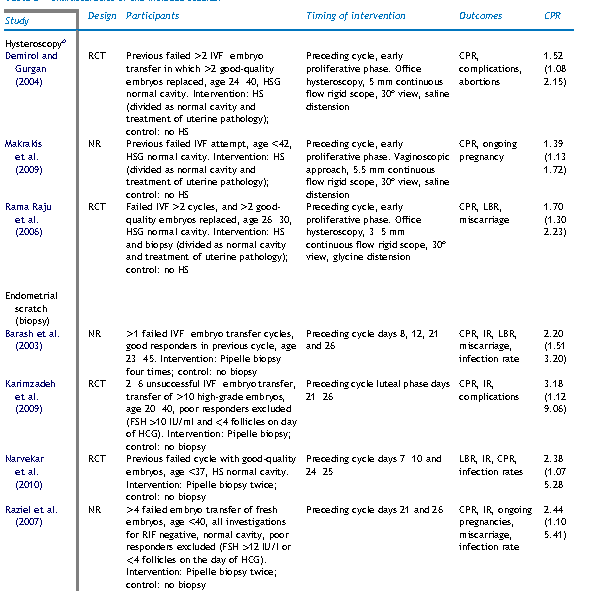 Study Design Participants Timing of intervention Outcomes CPR
Hysteroscopyᵃ
Demirol and RCT Previous failed >2 IVF embryo Preceding cycle, early CPR, 1.52
Gurgan transfer in which >2 good-quality proliferative phase. Office complications, (1.08
(2004) embryos replaced, age 24 40, HSG hysteroscopy, 5 mm continuous abortions 2.15)
normal cavity. Intervention: HS flow rigid scope, 30° view, saline
(divided as normal cavity and distension
treatment of uterine pathology);
control: no HS
Makrakis NR Previous failed IVF attempt, age <42, Preceding cycle, early CPR, ongoing 1.39
et al. HSG normal cavity. Intervention: HS proliferative phase. Vaginoscopic pregnancy (1.13
(2009) (divided as normal cavity and approach, 5.5 mm continuous 1.72)
treatment of uterine pathology); flow rigid scope, 30° view, saline
control: no HS distension
Rama Raju RCT Failed IVF >2 cycles, and >2 good- Preceding cycle, early CPR, LBR, 1.70
et al. quality embryos replaced, age 26 30, proliferative phase. Office miscarriage (1.30
(2006) HSG normal cavity. Intervention: HS hysteroscopy, 3 5 mm 2.23)
and biopsy (divided as normal cavity continuous flow rigid scope, 30°
and treatment of uterine pathology); view, glycine distension
control: no HS
Endometrial
scratch
(biopsy)
Barash et al. NR >1 failed IVF embryo transfer cycles, Preceding cycle days 8, 12, 21 CPR, IR, LBR, 2.20
(2003) good responders in previous cycle, age and 26 miscarriage, (1.51
23 45. Intervention: Pipelle biopsy infection rate 3.20)
four times; control: no biopsy
Karimzadeh RCT 2 6 unsuccessful IVF embryo transfer, Preceding cycle luteal phase days CPR, IR, 3.18
et al. transfer of >10 high-grade embryos, 21 26 complications (1.12
(2009) age 20 40, poor responders excluded 9.06)
(FSH >10 IU/ml and <4 follicles on day
of HCG). Intervention: Pipelle biopsy;
control: no biopsy
Narvekar RCT Previous failed cycle with good-quality Preceding cycle days 7 10 and LBR, IR, CPR, 2.38
et al. embryos, age <37, HS normal cavity. 24 25 infection rates (1.07
(2010) Intervention: Pipelle biopsy twice; 5.28
control: no biopsy
Raziel et al. NR >4 failed embryo transfer of fresh Preceding cycle days 21 and 26 CPR, IR, ongoing 2.44
(2007) embryos, age <40, all investigations pregnancies, (1.10
for RIF negative, normal cavity, poor miscarriage, 5.41)
responders excluded (FSH >12 IU/l or infection rate
<4 follicles on the day of HCG).
Intervention: Pipelle biopsy twice;
control: no biopsy